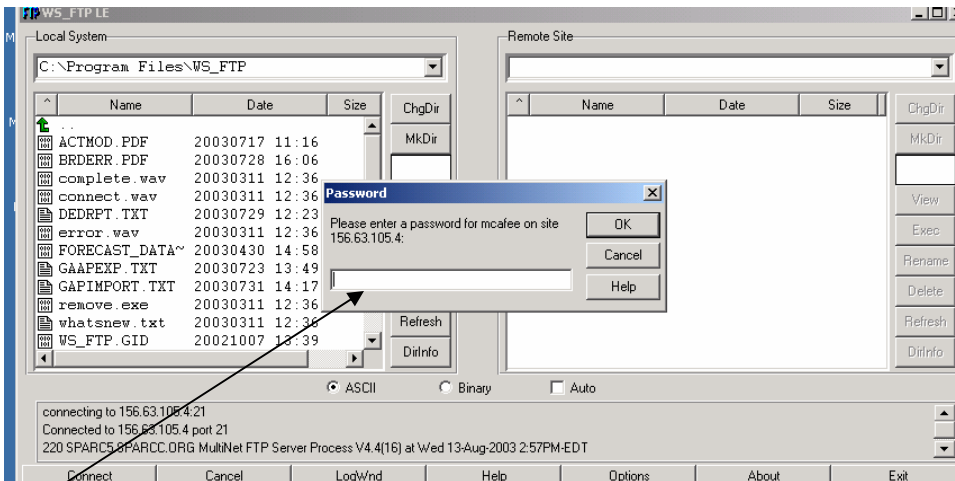 WS_FTP LE
Local System
Remote Site
C:\Program Files\WS_FTP
^ Name Date Size
ChgDir
^ Name Date Size
ChgDir
..
ACTMOD.PDF 20030717 11:16
MkDir
MkDir
BRDERR.PDF 20030728 16:06
complete.wav 20030311 12:36
connect.wav 20030311 12:36
Password
View
DEDRPT.TXT 20030729 12:23
Please enter a password for mcafee on site
156.63.105.4:
OK
Exec
error.wav 20030311 12:36
FORECAST_DATA~ 20030430 14:58
Cancel
Rename
GAAPEXP.TXT 20030723 13:49
GAPIMPORT.TXT 20030731 14:17
Help
Delete
remove.exe 20030311 12:36
whatsnew.txt 20030311 12:36
Refresh
Refresh
WS_FTP.GID 20021007 13:39
DirInfo
DirInfo
ASCII Binary Auto
connecting to 156.63.105.4:21
Connected to 156.63.105.4 port 21
220 SPARC5.SPARCC.ORG MultiNet FTP Server Process V4.4(16) at Wed 13-Aug-2003 2:57PM-EDT
Connect Cancel LogWnd Help Options About Exit